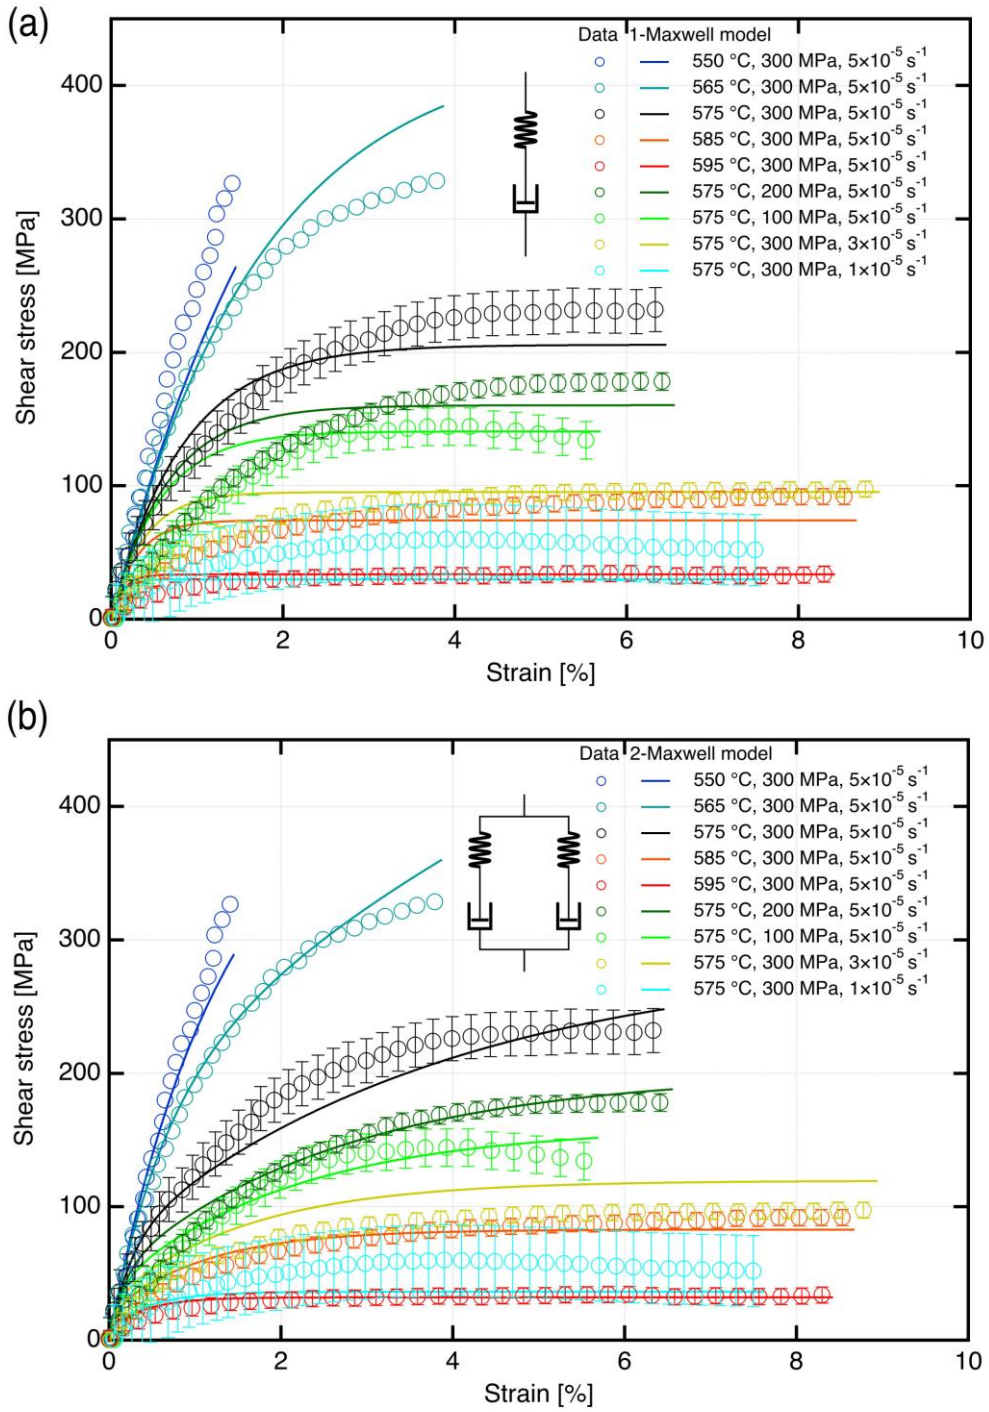 (a)
Data 1-Maxwell model
550 °C, 300 MPa, 5×10⁻⁵ s⁻¹
565 °C, 300 MPa, 5×10⁻⁵ s⁻¹
575 °C, 300 MPa, 5×10⁻⁵ s⁻¹
585 °C, 300 MPa, 5×10⁻⁵ s⁻¹
595 °C, 300 MPa, 5×10⁻⁵ s⁻¹
575 °C, 200 MPa, 5×10⁻⁵ s⁻¹
575 °C, 100 MPa, 5×10⁻⁵ s⁻¹
575 °C, 300 MPa, 3×10⁻⁵ s⁻¹
575 °C, 300 MPa, 1×10⁻⁵ s⁻¹
Shear stress [MPa]
400
300
200
100
0
0 2 4 6 8 10
Strain [%]
(b)
Data 2-Maxwell model
550 °C, 300 MPa, 5×10⁻⁵ s⁻¹
565 °C, 300 MPa, 5×10⁻⁵ s⁻¹
575 °C, 300 MPa, 5×10⁻⁵ s⁻¹
585 °C, 300 MPa, 5×10⁻⁵ s⁻¹
595 °C, 300 MPa, 5×10⁻⁵ s⁻¹
575 °C, 200 MPa, 5×10⁻⁵ s⁻¹
575 °C, 100 MPa, 5×10⁻⁵ s⁻¹
575 °C, 300 MPa, 3×10⁻⁵ s⁻¹
575 °C, 300 MPa, 1×10⁻⁵ s⁻¹
Shear stress [MPa]
400
300
200
100
0
0 2 4 6 8 10
Strain [%]